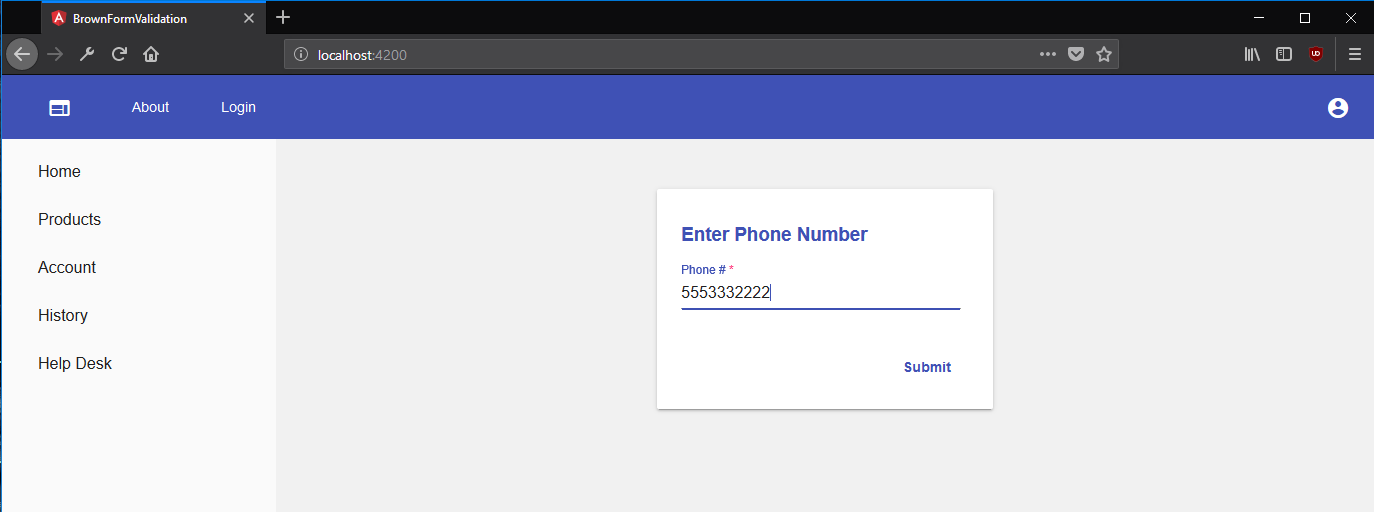 BrownFormValidation
localhost:4200
About Login
Home
Products
Account
History
Help Desk
Enter Phone Number
Phone # *
5553332222
Submit